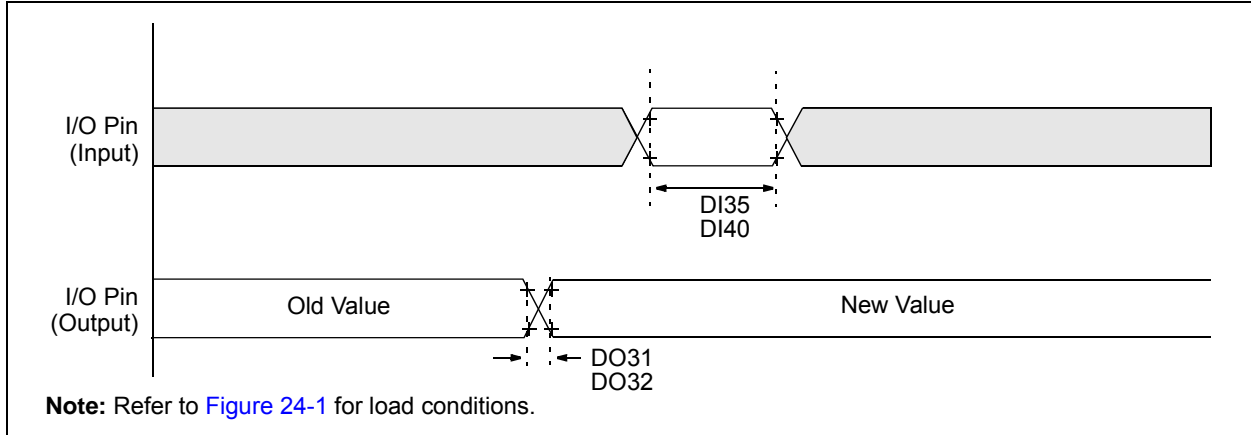 I/O Pin
(Input)
DI35
DI40
I/O Pin
(Output)
Old Value
New Value
DO31
DO32
Note: Refer to Figure 24-1 for load conditions.